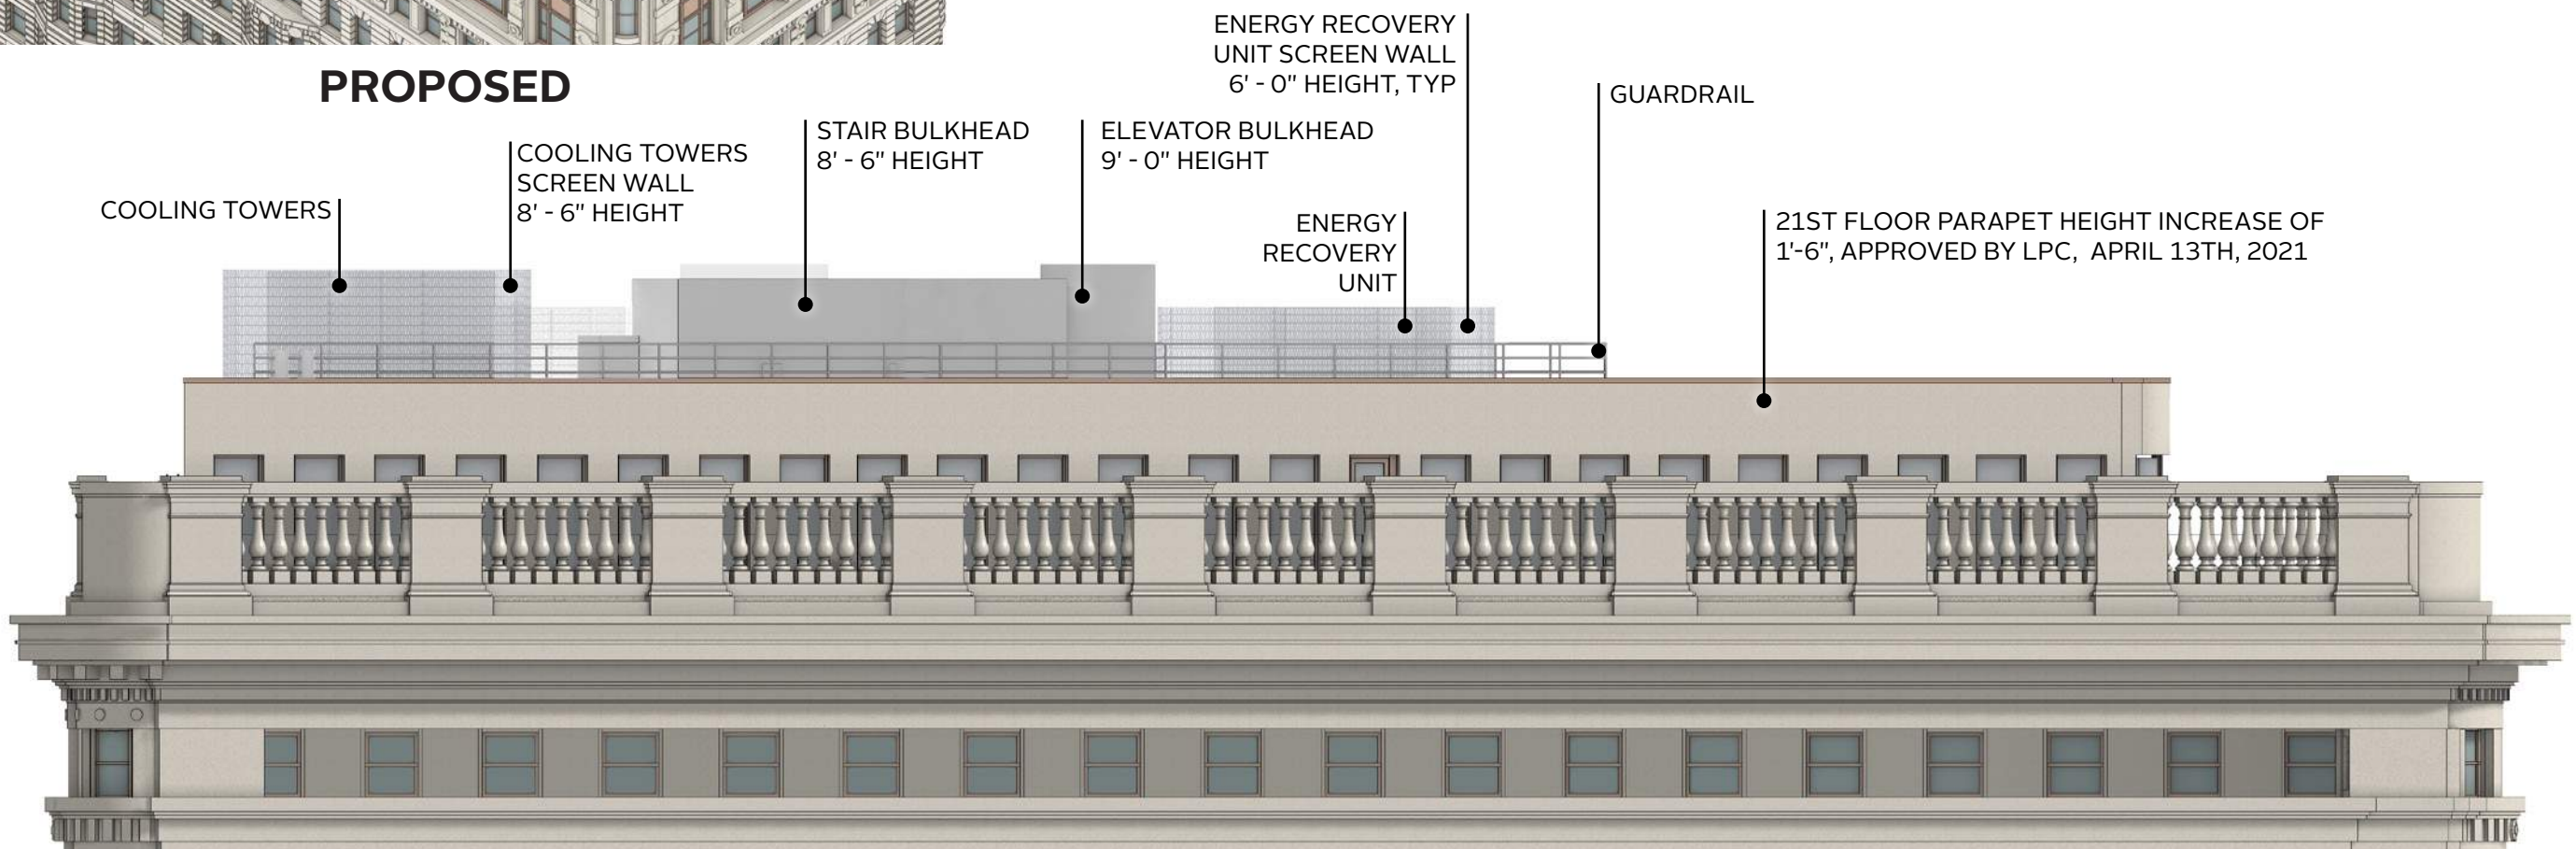 PROPOSED
COOLING TOWERS
COOLING TOWERS
SCREEN WALL
8' - 6" HEIGHT
STAIR BULKHEAD
8' - 6" HEIGHT
ELEVATOR BULKHEAD
9' - 0" HEIGHT
ENERGY RECOVERY
UNIT SCREEN WALL
6' - 0" HEIGHT, TYP
ENERGY
RECOVERY
UNIT
GUARDRAIL
21ST FLOOR PARAPET HEIGHT INCREASE OF
1'-6", APPROVED BY LPC, APRIL 13TH, 2021